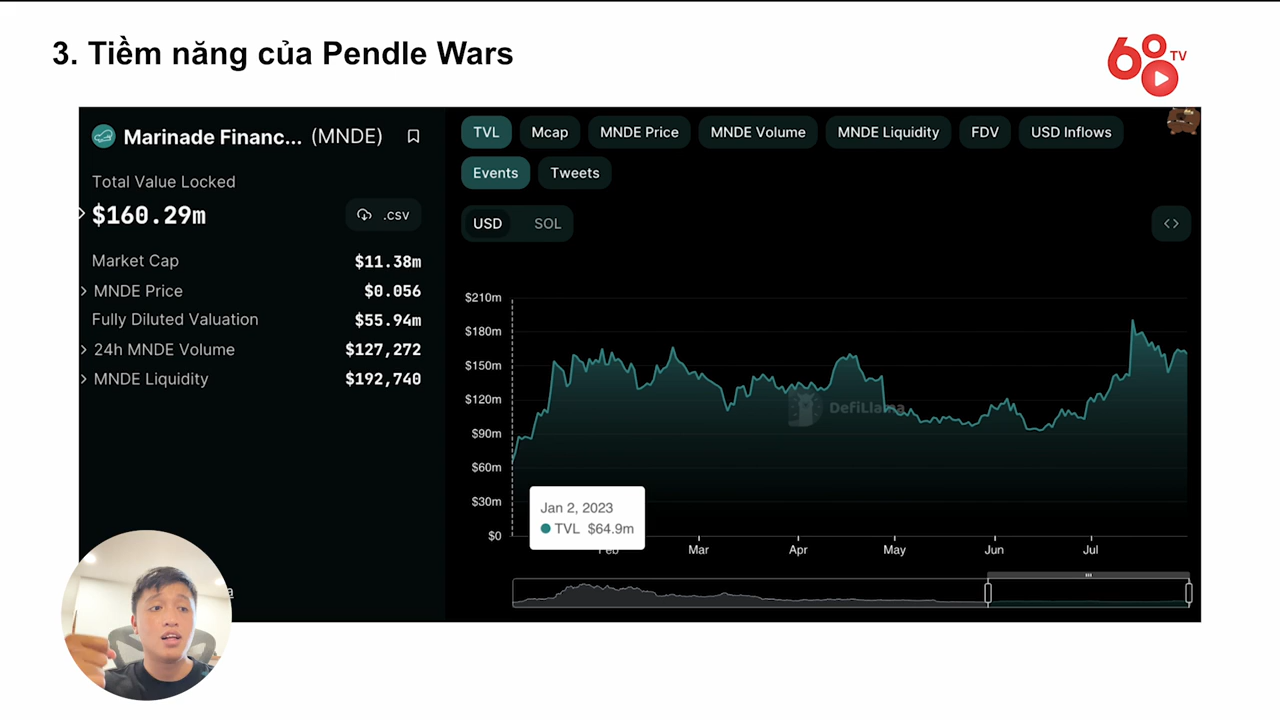 3. Tiềm năng của Pendle Wars
68 TV
Marinade Financ... (MNDE)
Total Value Locked
$160.29m
.csv
Market Cap $11.38m
MNDE Price $0.056
Fully Diluted Valuation $55.94m
24h MNDE Volume $127,272
MNDE Liquidity $192,740
TVL Mcap MNDE Price MNDE Volume MNDE Liquidity FDV USD Inflows
Events Tweets
USD SOL
$210m
$180m
$150m
$120m
$90m
$60m
$30m
$0
DefiLlama
Jan 2, 2023
TVL $64.9m
Feb Mar Apr May Jun Jul